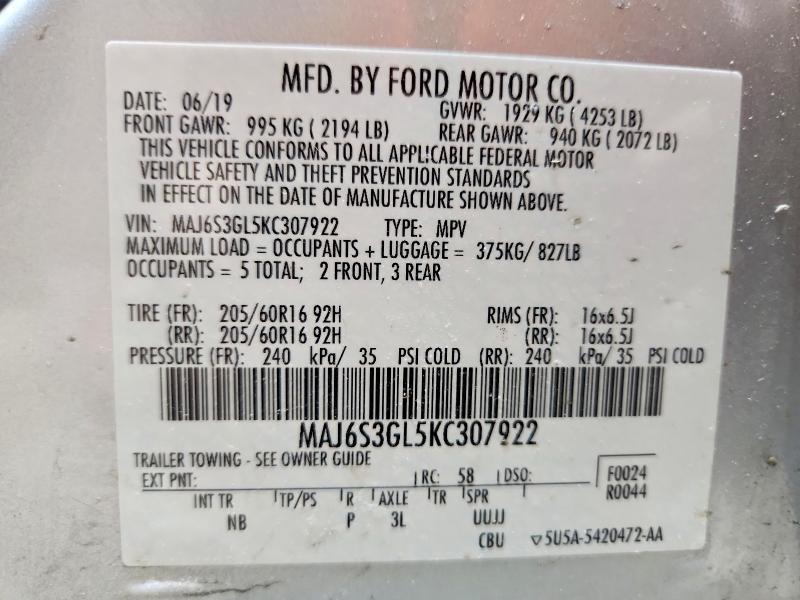 MFD. BY FORD MOTOR CO.
DATE: 06/19 GVWR: 1929 KG ( 4253 LB)
FRONT GAWR: 995 KG ( 2194 LB) REAR GAWR: 940 KG ( 2072 LB)
THIS VEHICLE CONFORMS TO ALL APPLICABLE FEDERAL MOTOR
VEHICLE SAFETY AND THEFT PREVENTION STANDARDS
IN EFFECT ON THE DATE OF MANUFACTURE SHOWN ABOVE.
VIN: MAJ6S3GL5KC307922 TYPE: MPV
MAXIMUM LOAD = OCCUPANTS + LUGGAGE = 375KG/ 827LB
OCCUPANTS = 5 TOTAL; 2 FRONT, 3 REAR
TIRE (FR): 205/60R16 92H RIMS (FR): 16x6.5J
(RR): 205/60R16 92H (RR): 16x6.5J
PRESSURE (FR): 240 kPa/ 35 PSI COLD (RR): 240 kPa/ 35 PSI COLD
MAJ6S3GL5KC307922
TRAILER TOWING - SEE OWNER GUIDE
EXT PNT: RC: 58 DSO: F0024
R0044
INT TR TP/PS R AXLE TR SPR
NB P 3L UUJJ
CBU ▽5U5A-5420472-AA